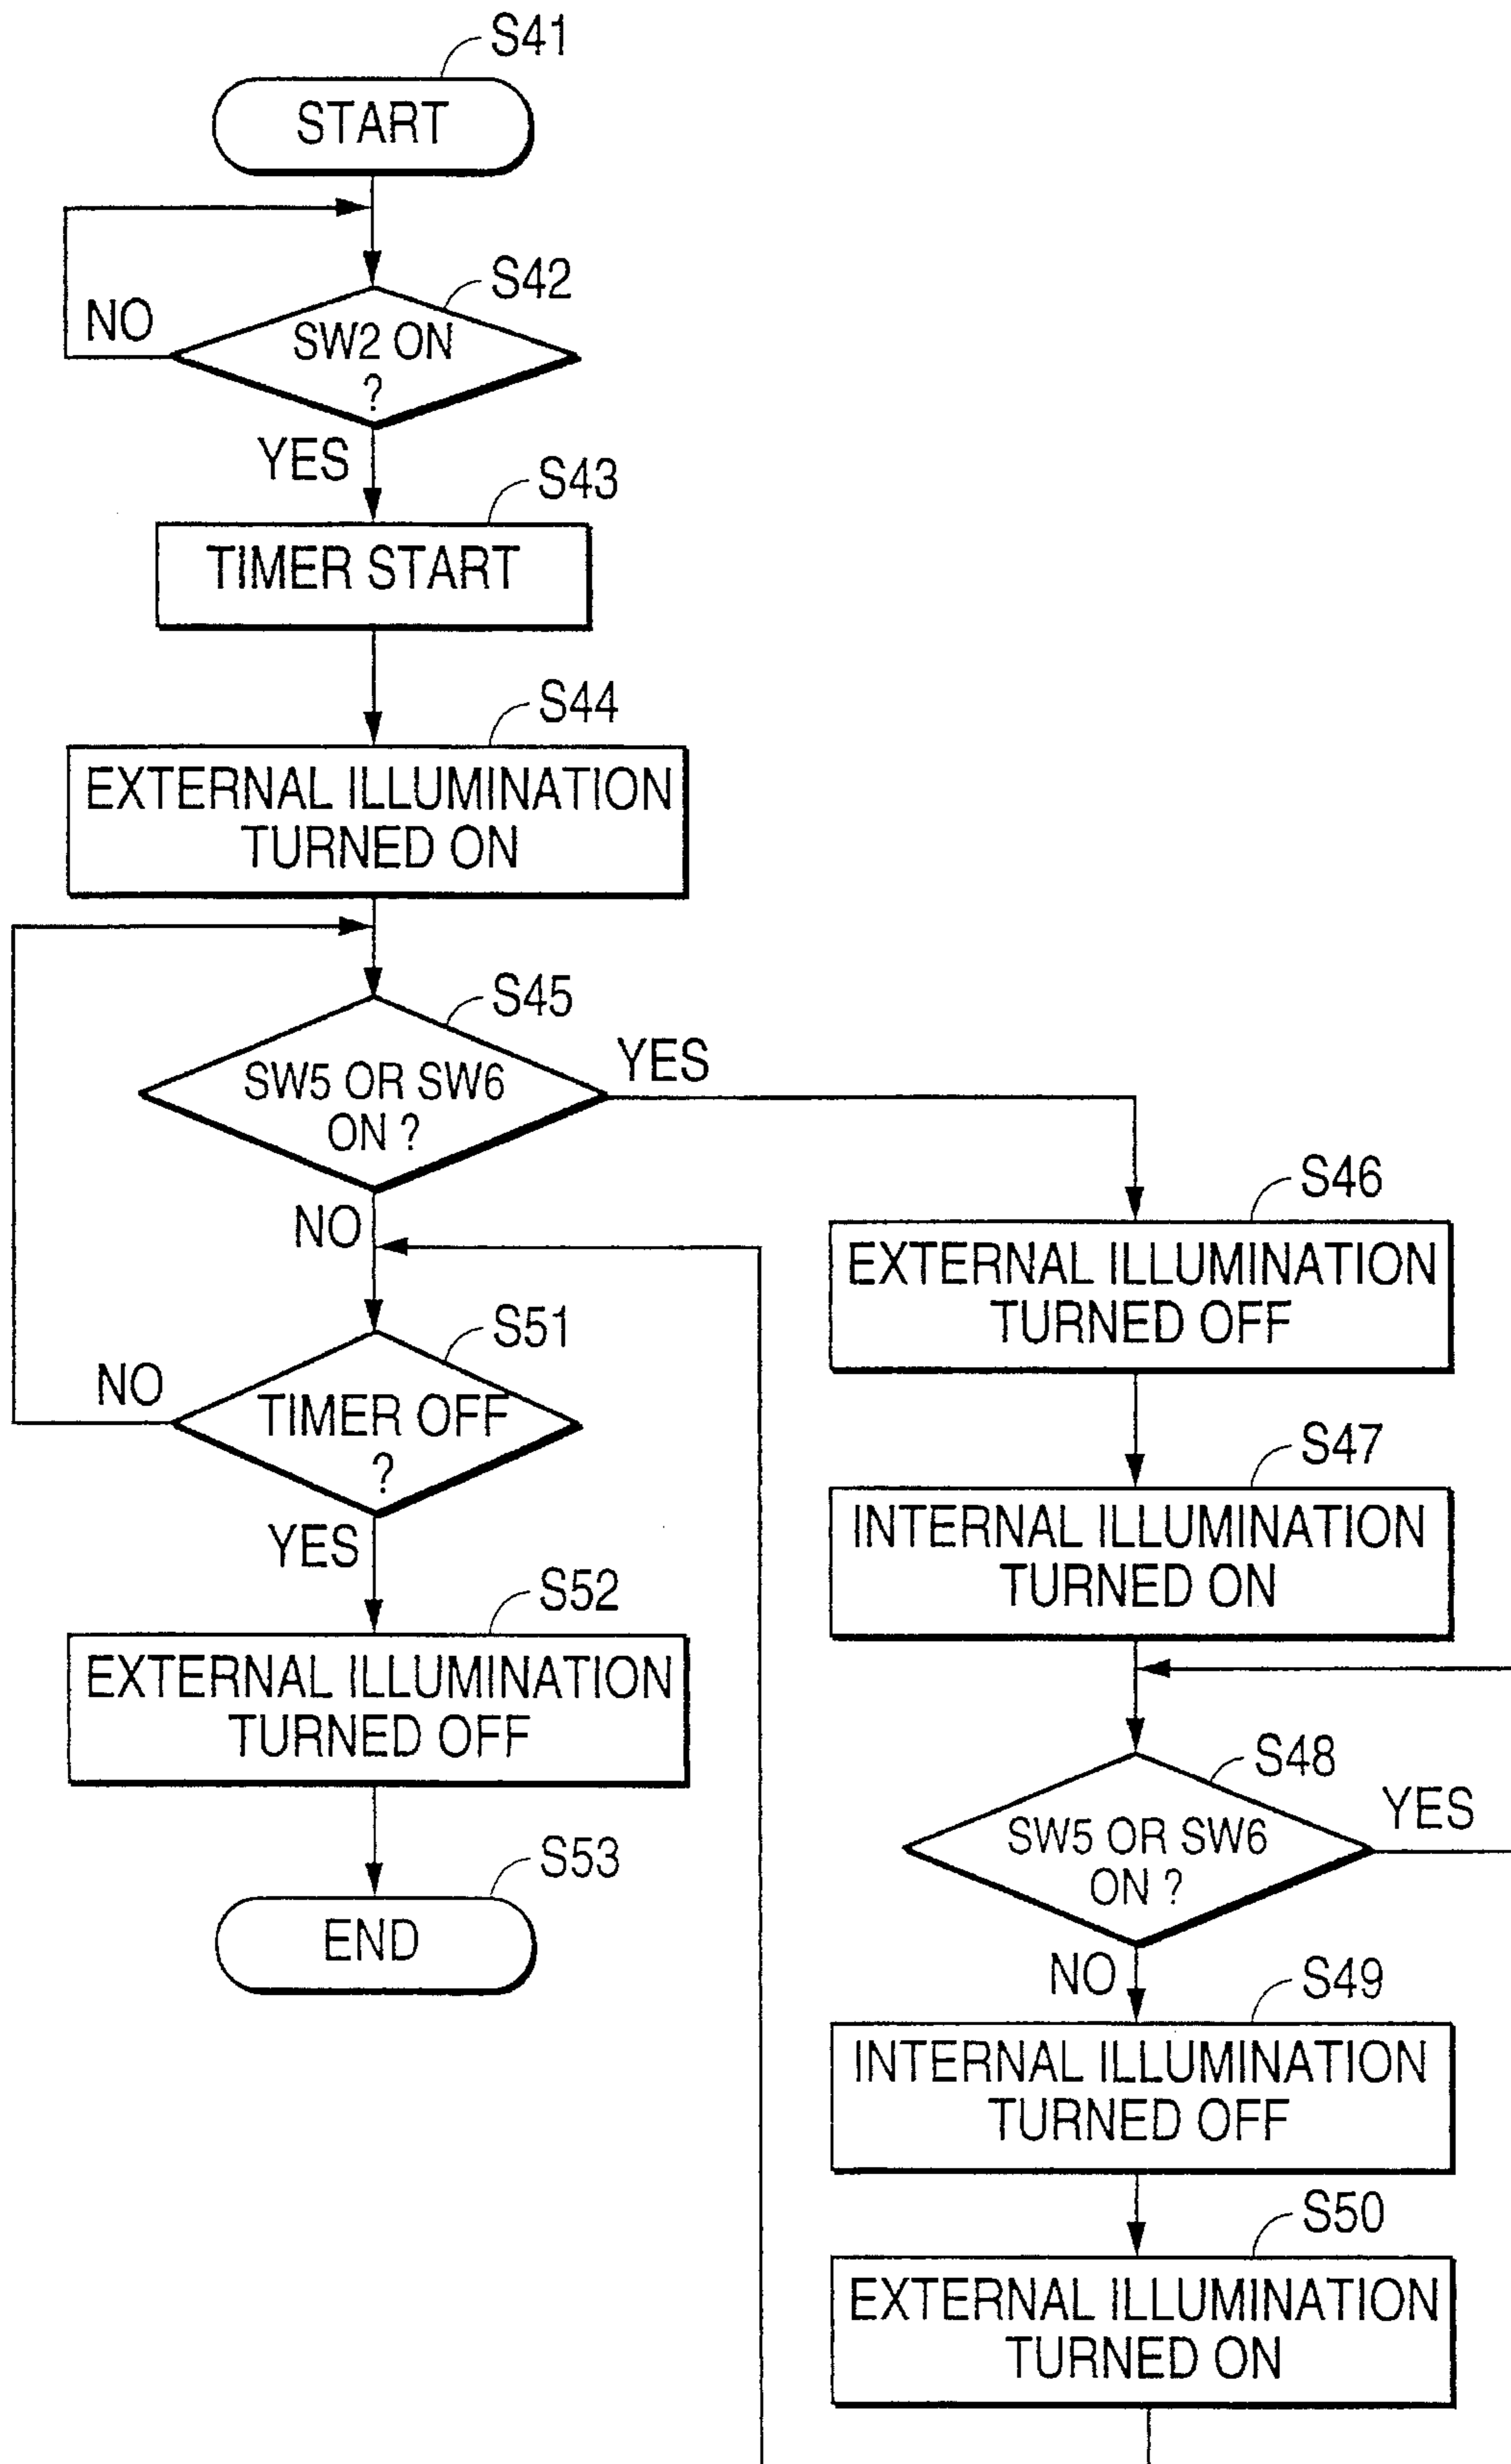 S41
START
S42
NO
SW2 ON
?
YES
S43
TIMER START
S44
EXTERNAL ILLUMINATION
TURNED ON
S45
SW5 OR SW6
ON ?
YES
NO
S51
NO
TIMER OFF
?
YES
S52
EXTERNAL ILLUMINATION
TURNED OFF
S53
END
S46
EXTERNAL ILLUMINATION
TURNED OFF
S47
INTERNAL ILLUMINATION
TURNED ON
S48
SW5 OR SW6
ON ?
YES
NO
S49
INTERNAL ILLUMINATION
TURNED OFF
S50
EXTERNAL ILLUMINATION
TURNED ON